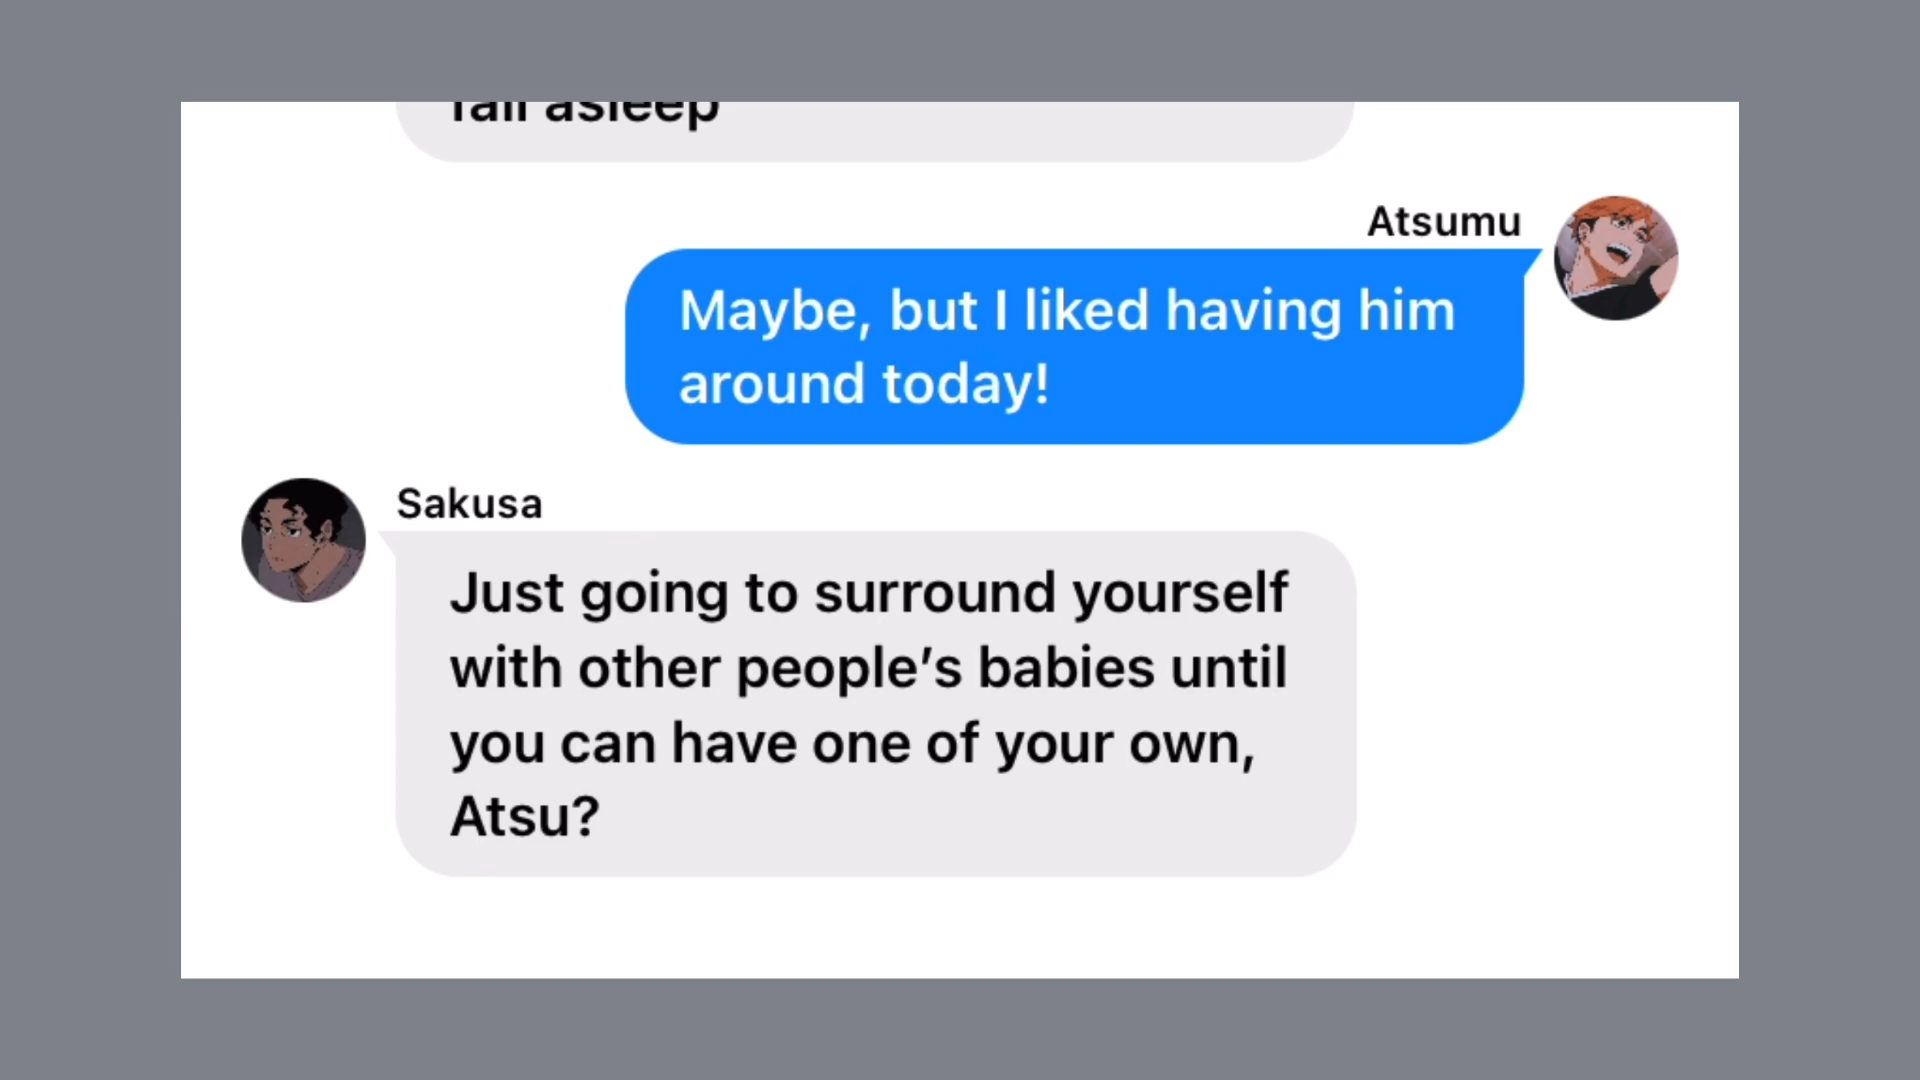 fall asleep
Atsumu
Maybe, but I liked having him
around today!
Sakusa
Just going to surround yourself
with other people’s babies until
you can have one of your own,
Atsu?